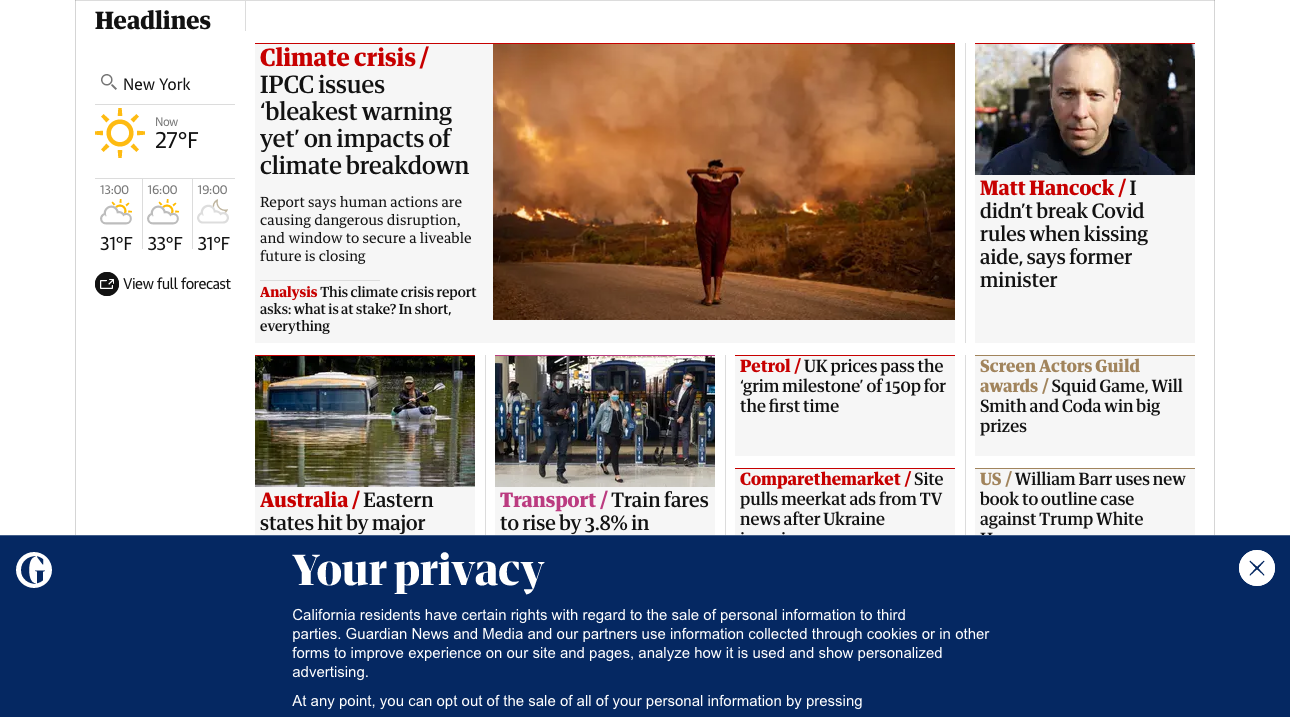 Headlines
New York
Now
27°F
13:00
16:00
19:00
31°F
33°F
31°F
View full forecast
Climate crisis /
IPCC issues
‘bleakest warning
yet’ on impacts of
climate breakdown
Report says human actions are
causing dangerous disruption,
and window to secure a liveable
future is closing
Analysis This climate crisis report
asks: what is at stake? In short,
everything
Matt Hancock / I
didn’t break Covid
rules when kissing
aide, says former
minister
Australia / Eastern
states hit by major
Transport / Train fares
to rise by 3.8% in
Petrol / UK prices pass the
‘grim milestone’ of 150p for
the first time
Comparethemarket / Site
pulls meerkat ads from TV
news after Ukraine
Screen Actors Guild
awards / Squid Game, Will
Smith and Coda win big
prizes
US / William Barr uses new
book to outline case
against Trump White
G
Your privacy
California residents have certain rights with regard to the sale of personal information to third
parties. Guardian News and Media and our partners use information collected through cookies or in other
forms to improve experience on our site and pages, analyze how it is used and show personalized
advertising.
At any point, you can opt out of the sale of all of your personal information by pressing